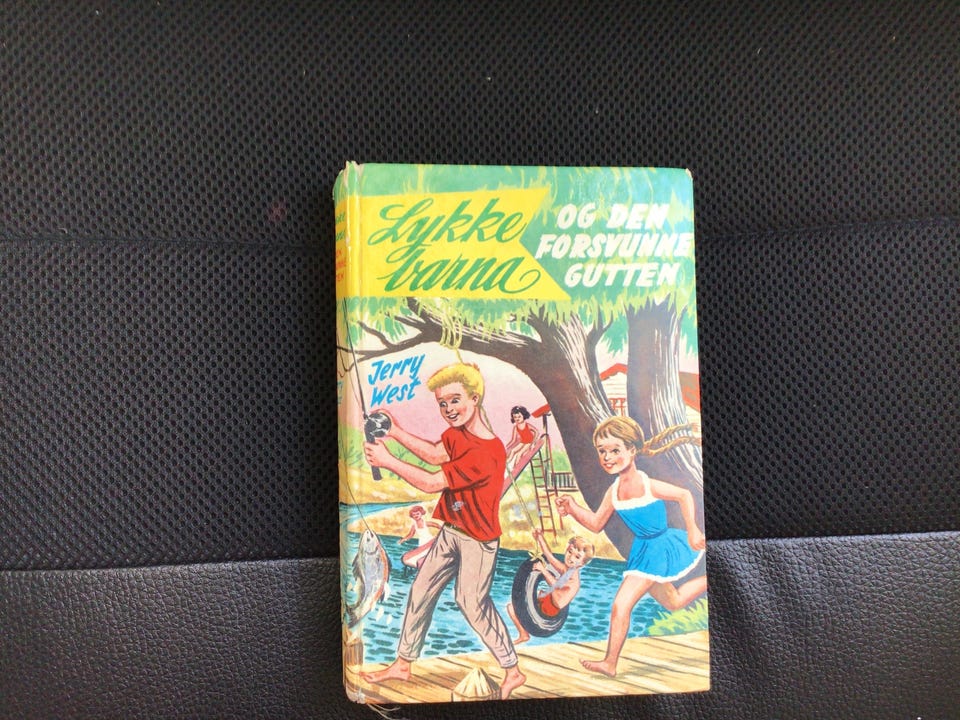 Lykke
barna
OG DEN
FORSVUNNE
GUTTEN
Jerry
West